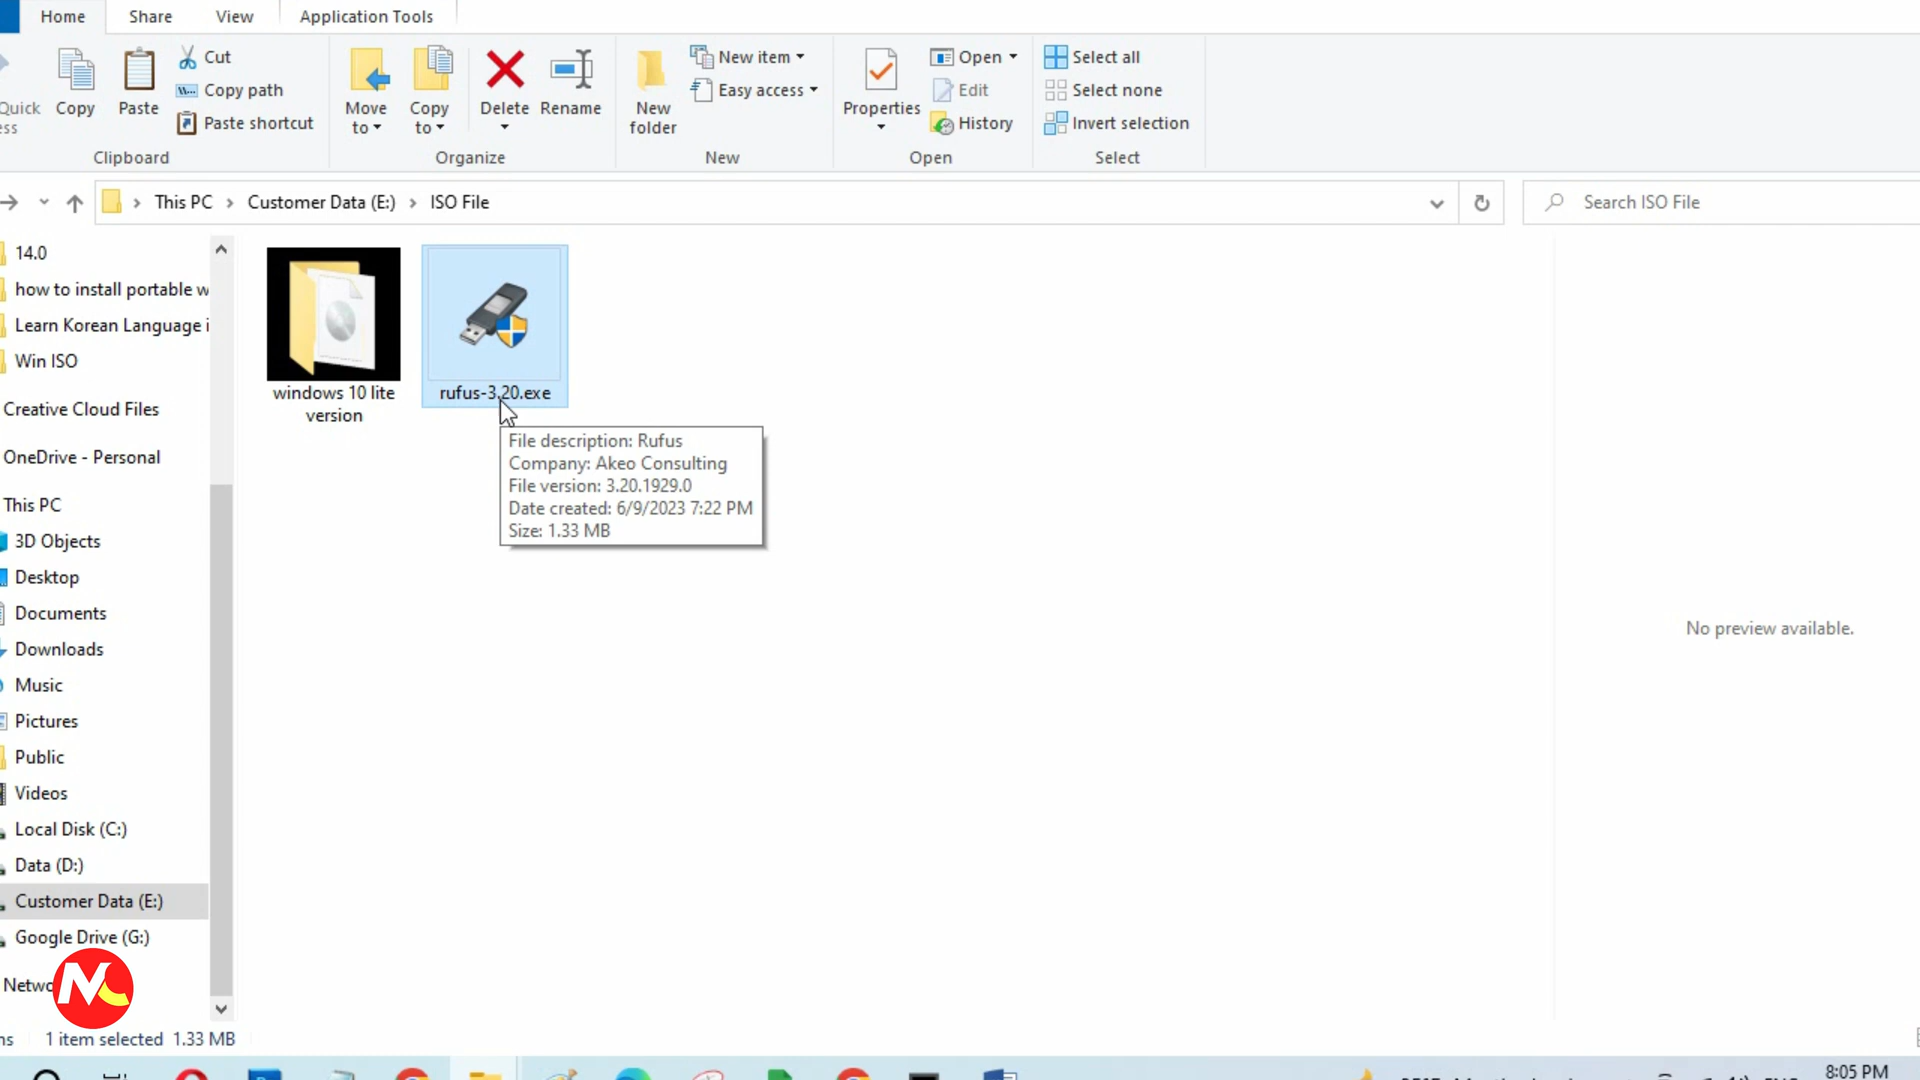 Home Share View Application Tools
Cut
Copy path
Paste shortcut
Quick
ess
Copy
Paste
Clipboard
Move to
Copy to
Delete
Rename
Organize
New folder
New item
Easy access
New
Properties
Open
Edit
History
Open
Select all
Select none
Invert selection
Select
This PC > Customer Data (E:) > ISO File
Search ISO File
14.0
how to install portable w
Learn Korean Language i
Win ISO
Creative Cloud Files
OneDrive - Personal
This PC
3D Objects
Desktop
Documents
Downloads
Music
Pictures
Public
Videos
Local Disk (C:)
Data (D:)
Customer Data (E:)
Google Drive (G:)
Netwo
windows 10 lite
version
rufus-3.20.exe
File description: Rufus
Company: Akeo Consulting
File version: 3.20.1929.0
Date created: 6/9/2023 7:22 PM
Size: 1.33 MB
No preview available.
ns 1 item selected 1.33 MB
8:05 PM